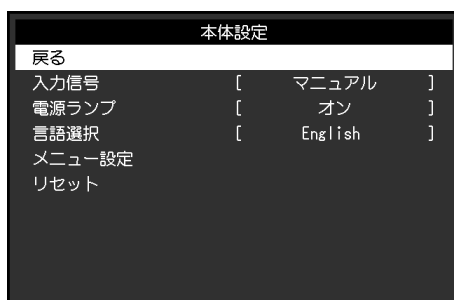 本体設定
戻る
入力信号 [ マニュアル ]
電源ランプ [ オン ]
言語選択 [ English ]
メニュー設定
リセット